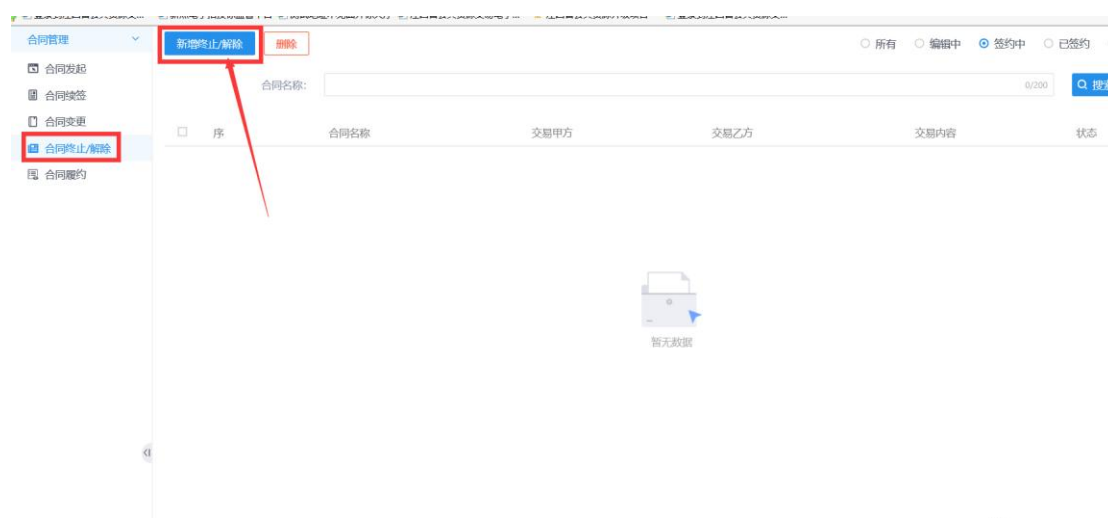 合同管理
新增终止/解除 删除 所有 编辑中 签约中 已签约
合同发起
合同续签
合同名称: 0/200
合同变更
序 合同名称 交易甲方 交易乙方 交易内容 状态
合同终止/解除
合同履约
暂无数据